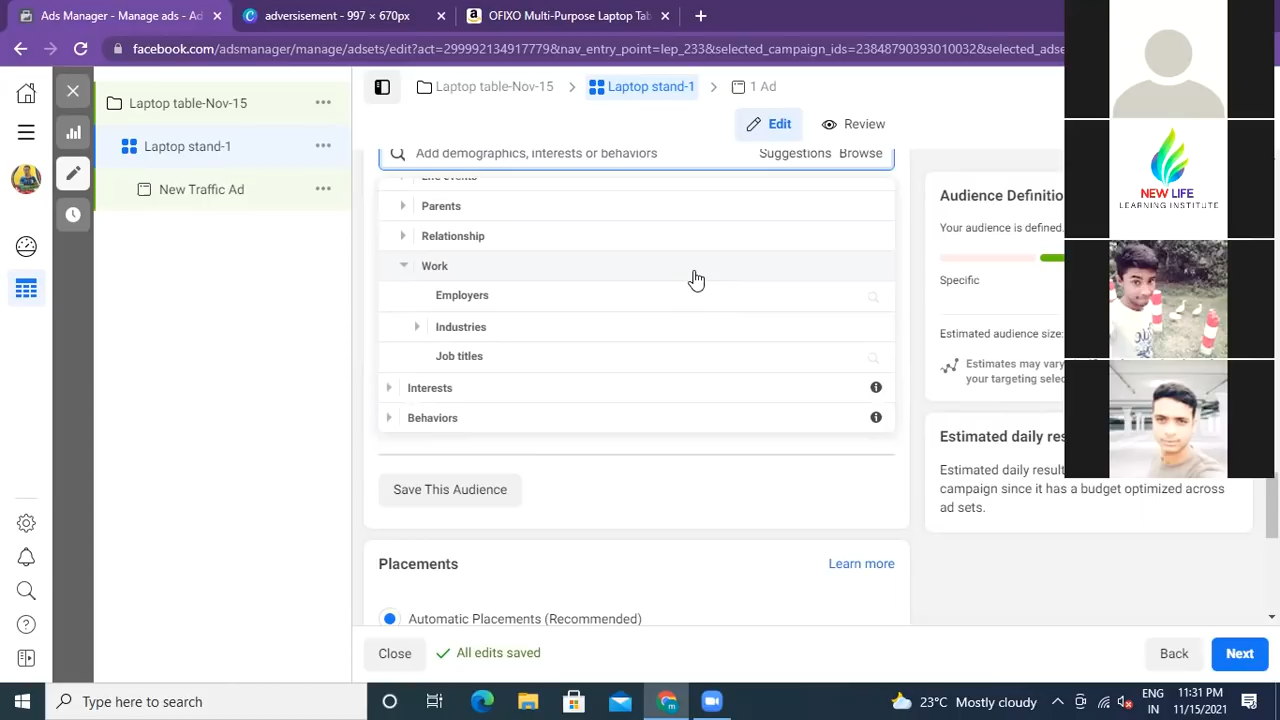 Ads Manager - Manage ads - Ad
adversisement - 997 × 670px
OFIXO Multi-Purpose Laptop Ta
facebook.com/adsmanager/manage/adsets/edit?act=299992134917779&nav_entry_point=lep_233&selected_campaign_ids=23848790393010032&selected_adse
Laptop table-Nov-15
Laptop stand-1
New Traffic Ad
Laptop table-Nov-15
Laptop stand-1
1 Ad
Edit
Review
Add demographics, interests or behaviors
Suggestions
Browse
Life events
Parents
Relationship
Work
Employers
Industries
Job titles
Interests
Behaviors
Save This Audience
Placements
Learn more
Automatic Placements (Recommended)
Audience Definitio
Your audience is defined.
Specific
Estimated audience size:
Estimates may vary
your targeting selec
Estimated daily res
Estimated daily result
campaign since it has a budget optimized across
ad sets.
NEW LIFE
LEARNING INSTITUTE
Close
All edits saved
Back
Next
Type here to search
23°C Mostly cloudy
ENG
IN
11:31 PM
11/15/2021